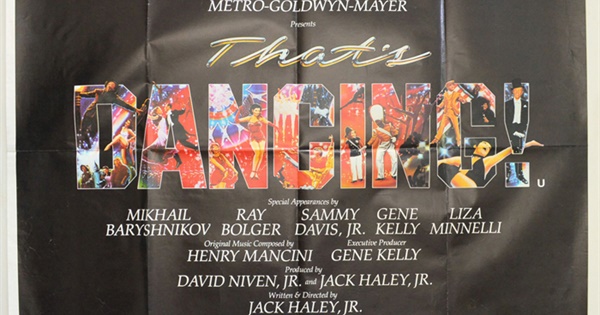 METRO-GOLDWYN-MAYER
Presents
That's
DANCING!
U
Special Appearances by
MIKHAIL BARYSHNIKOV
RAY BOLGER
SAMMY DAVIS, JR.
GENE KELLY
LIZA MINNELLI
Original Music Composed by
HENRY MANCINI
Executive Producer
GENE KELLY
Produced by
DAVID NIVEN, JR. and JACK HALEY, JR.
Written & Directed by
JACK HALEY, JR.